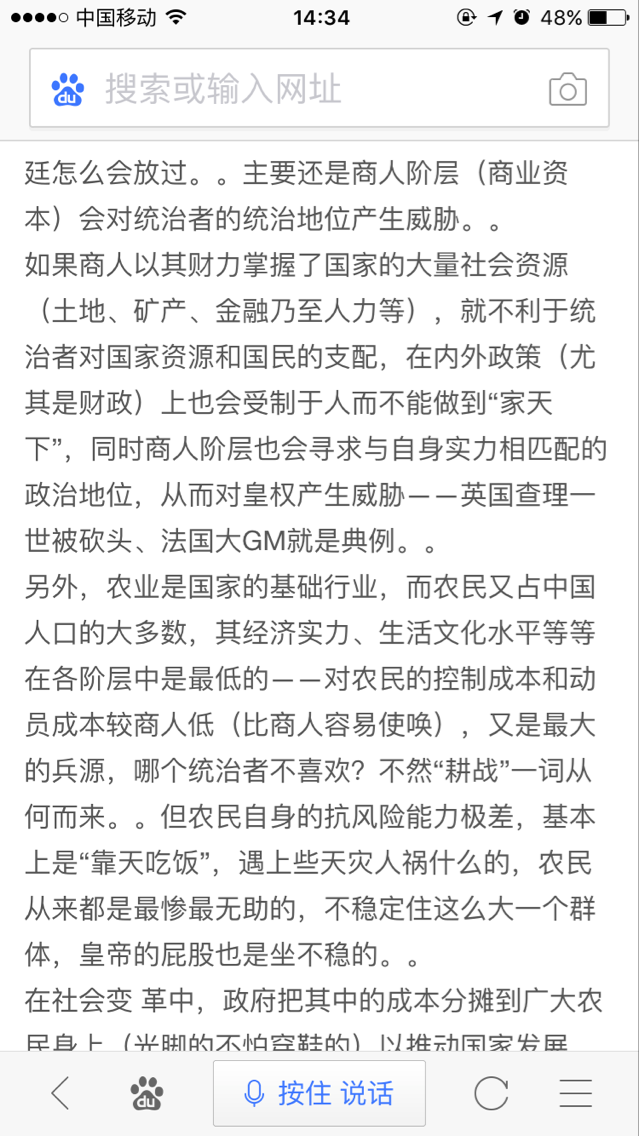 中国移动 14:34 48%
搜索或输入网址
廷怎么会放过。。主要还是商人阶层（商业资
本）会对统治者的统治地位产生威胁。。
如果商人以其财力掌握了国家的大量社会资源
（土地、矿产、金融乃至人力等），就不利于统
治者对国家资源和国民的支配，在内外政策（尤
其是财政）上也会受制于人而不能做到“家天
下”，同时商人阶层也会寻求与自身实力相匹配的
政治地位，从而对皇权产生威胁——英国查理一
世被砍头、法国大GM就是典例。。
另外，农业是国家的基础行业，而农民又占中国
人口的大多数，其经济实力、生活文化水平等等
在各阶层中是最低的——对农民的控制成本和动
员成本较商人低（比商人容易使唤），又是最大
的兵源，哪个统治者不喜欢？不然“耕战”一词从
何而来。。但农民自身的抗风险能力极差，基本
上是“靠天吃饭”，遇上些天灾人祸什么的，农民
从来都是最惨最无助的，不稳定住这么大一个群
体，皇帝的屁股也是坐不稳的。。
在社会变 革中，政府把其中的成本分摊到广大农
民身上（光脚的不怕穿鞋的）以推动国家发展
du 按住 说话